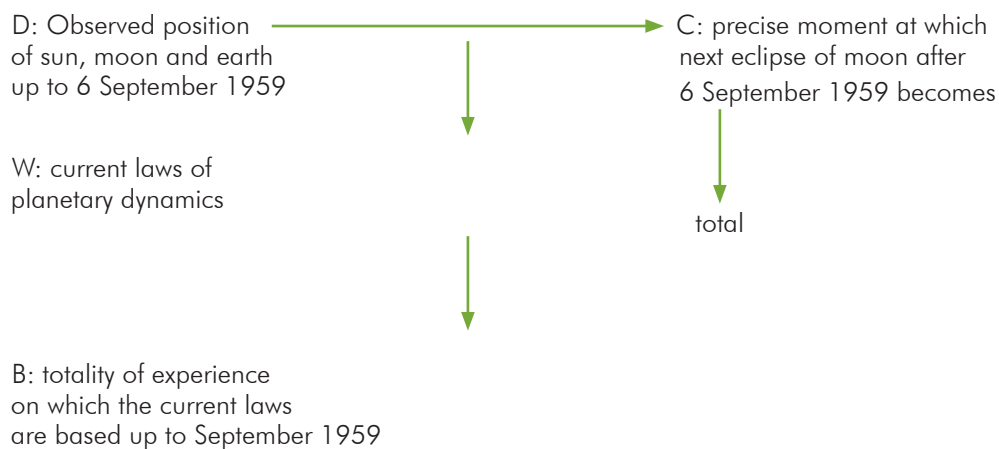 D: Observed position
of sun, moon and earth
up to 6 September 1959
C: precise moment at which
next eclipse of moon after
6 September 1959 becomes
total
W: current laws of
planetary dynamics
B: totality of experience
on which the current laws
are based up to September 1959